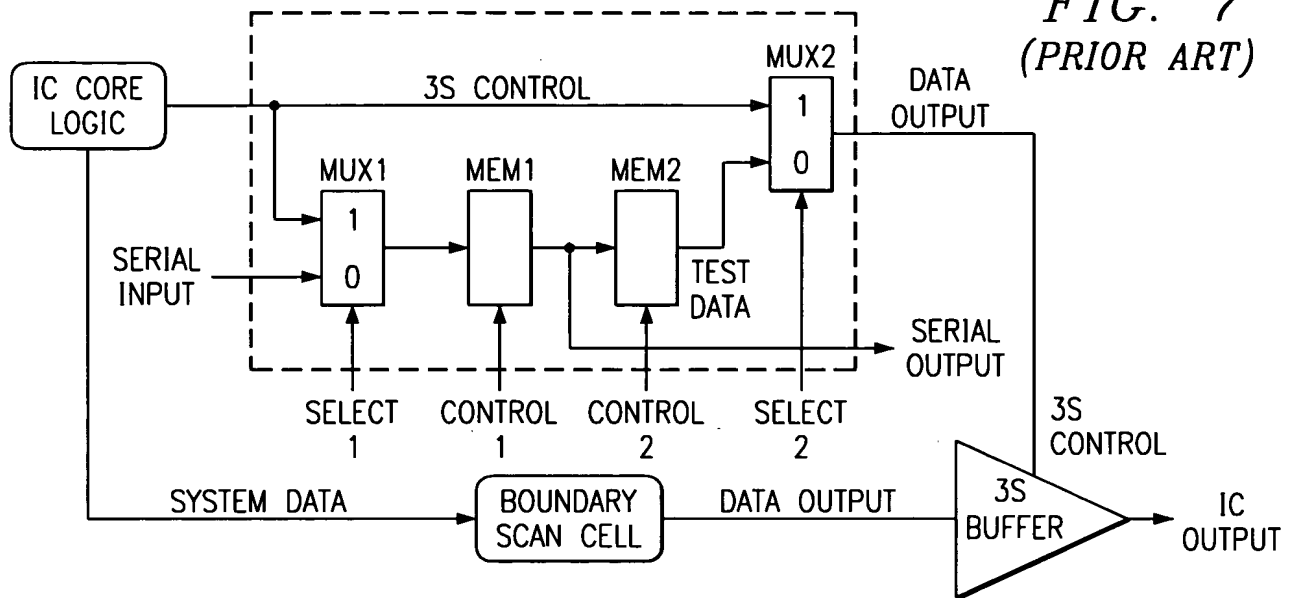 FIG. 7
(PRIOR ART)
IC CORE
LOGIC
3S CONTROL
MUX2
1
0
DATA
OUTPUT
MUX1
1
0
MEM1
MEM2
SERIAL
INPUT
TEST
DATA
SERIAL
OUTPUT
SELECT
1
CONTROL
1
CONTROL
2
SELECT
2
3S
CONTROL
SYSTEM DATA
BOUNDARY
SCAN CELL
DATA OUTPUT
3S
BUFFER
IC
OUTPUT